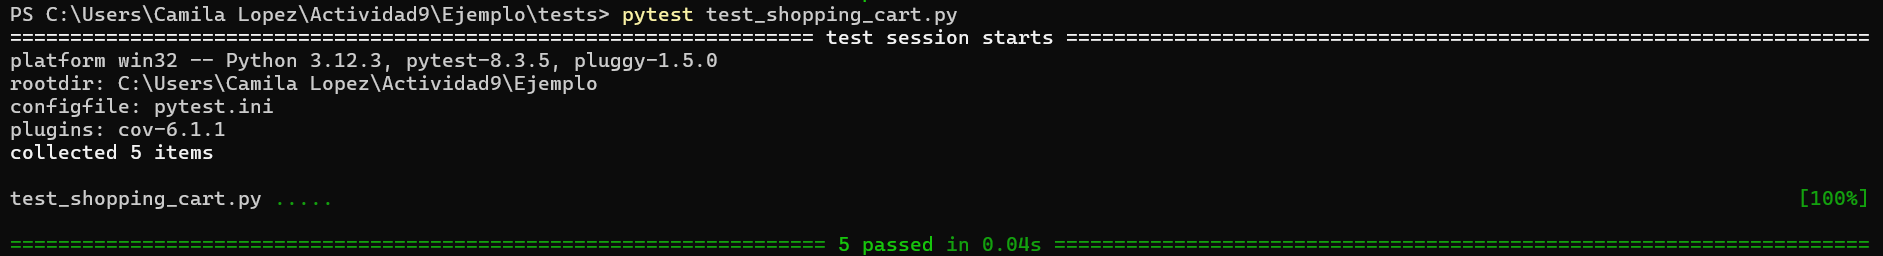 PS C:\Users\Camila Lopez\Actividad9\Ejemplo\tests> pytest test_shopping_cart.py
=================================================================== test session starts ===================================================================
platform win32 -- Python 3.12.3, pytest-8.3.5, pluggy-1.5.0
rootdir: C:\Users\Camila Lopez\Actividad9\Ejemplo
configfile: pytest.ini
plugins: cov-6.1.1
collected 5 items
test_shopping_cart.py ..... [100%]
==================================================================== 5 passed in 0.04s ====================================================================